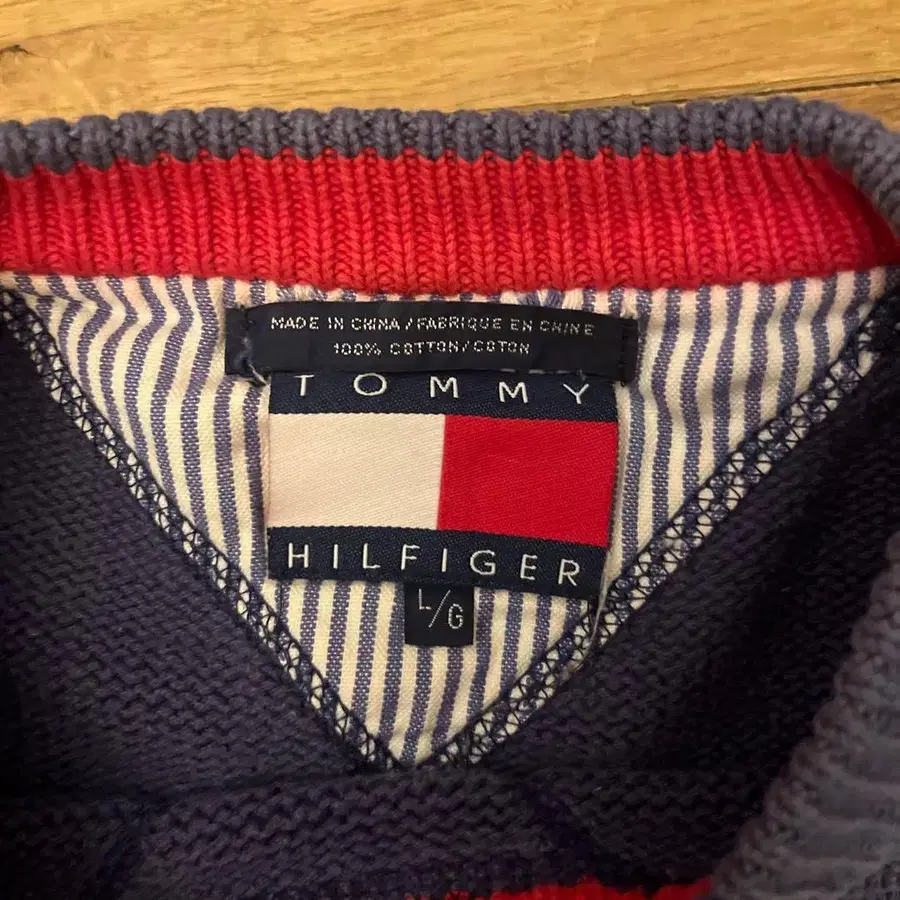 MADE IN CHINA / FABRIQUE EN CHINE
100% COTTON/COTON
TOMMY
HILFIGER
L/G